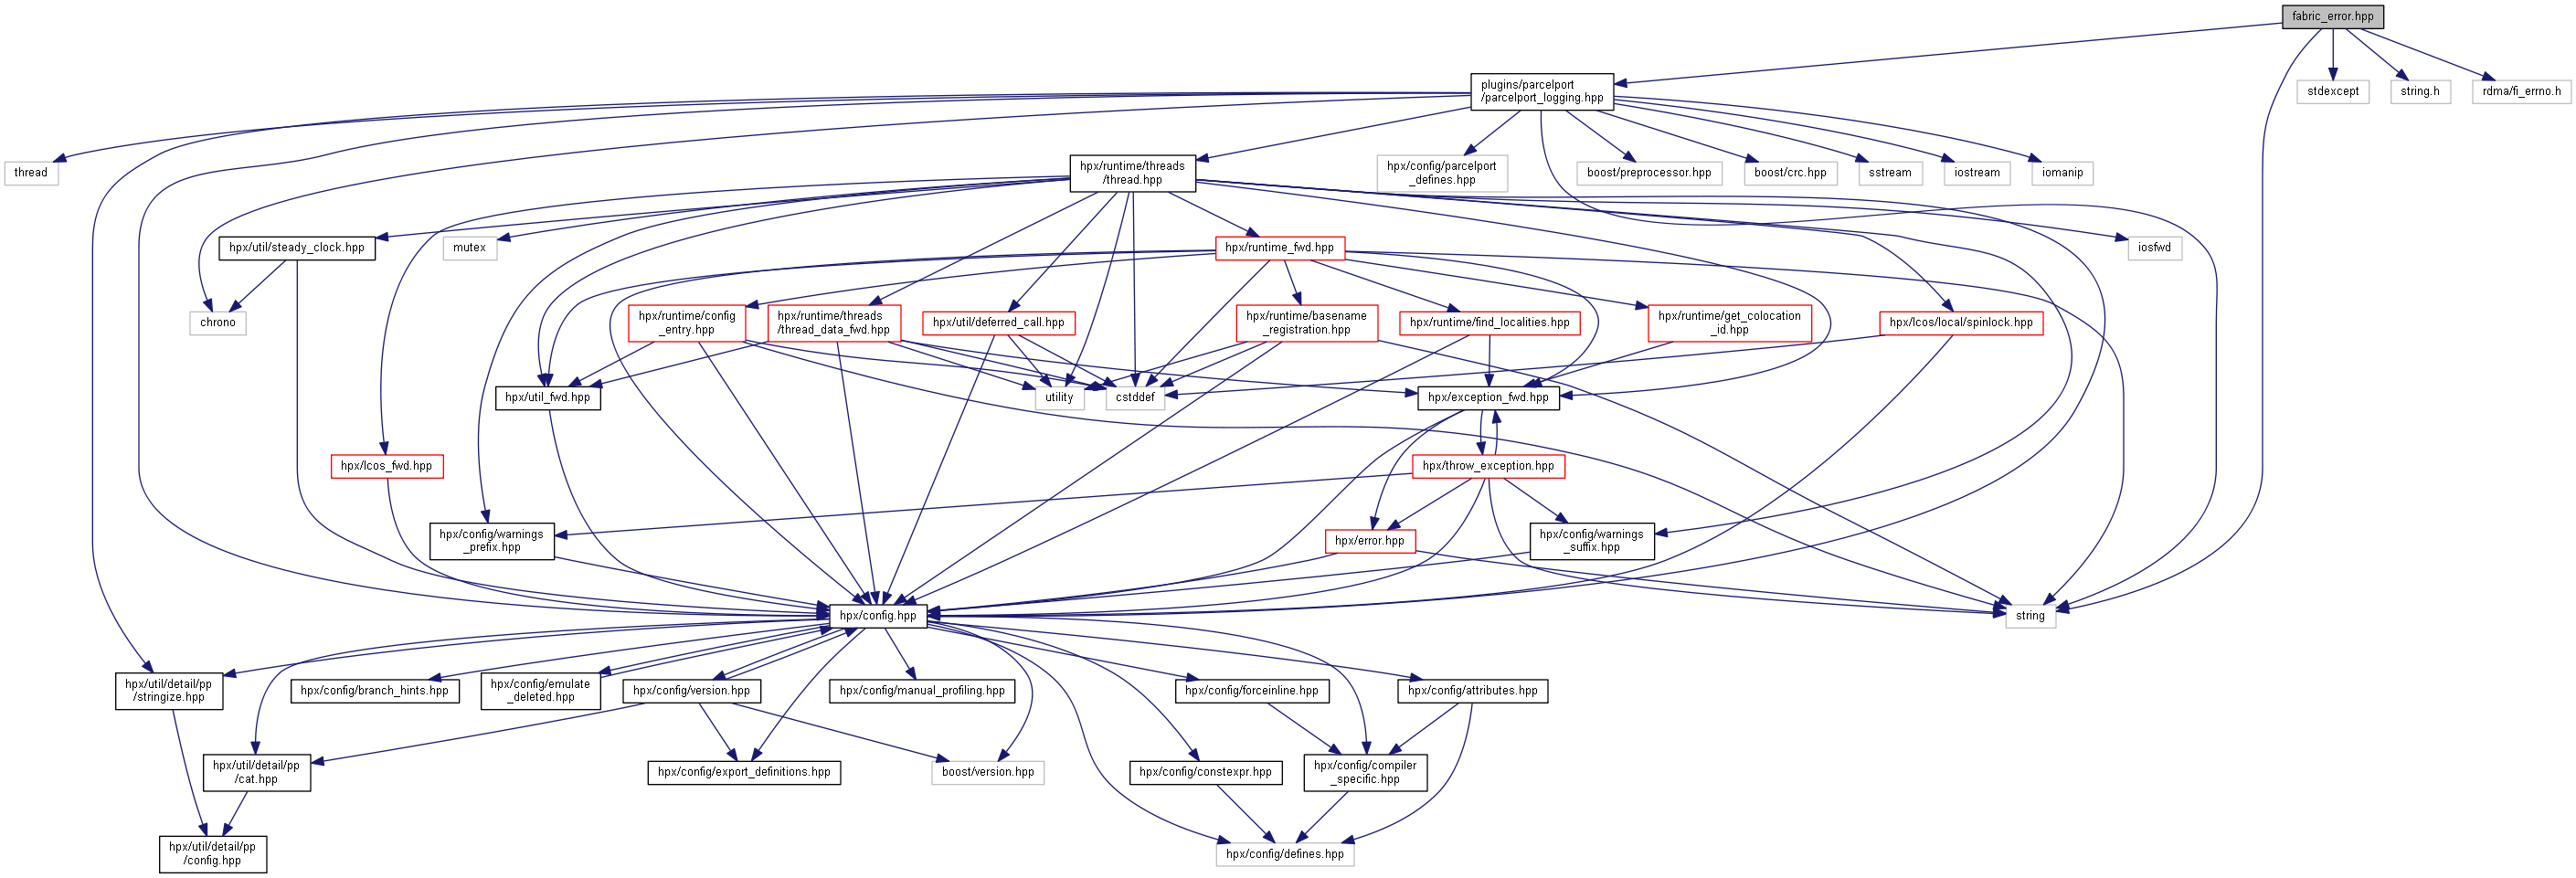 fabric_error.hpp
plugins/parcelport
/parcelport_logging.hpp
stdexcept
string.h
rdma/fi_errno.h
thread
hpx/runtime/threads
/thread.hpp
hpx/config/parcelport
_defines.hpp
boost/preprocessor.hpp
boost/crc.hpp
sstream
iostream
iomanip
hpx/util/steady_clock.hpp
mutex
hpx/runtime_fwd.hpp
iosfwd
chrono
hpx/runtime/config
_entry.hpp
hpx/runtime/threads
/thread_data_fwd.hpp
hpx/util/deferred_call.hpp
hpx/runtime/basename
_registration.hpp
hpx/runtime/find_localities.hpp
hpx/runtime/get_colocation
_id.hpp
hpx/lcos/local/spinlock.hpp
hpx/util_fwd.hpp
utility
cstddef
hpx/exception_fwd.hpp
hpx/lcos_fwd.hpp
hpx/throw_exception.hpp
hpx/config/warnings
_prefix.hpp
hpx/error.hpp
hpx/config/warnings
_suffix.hpp
hpx/config.hpp
string
hpx/util/detail/pp
/stringize.hpp
hpx/config/branch_hints.hpp
hpx/config/emulate
_deleted.hpp
hpx/config/version.hpp
hpx/config/manual_profiling.hpp
hpx/config/forceinline.hpp
hpx/config/attributes.hpp
hpx/util/detail/pp
/cat.hpp
hpx/config/export_definitions.hpp
boost/version.hpp
hpx/config/constexpr.hpp
hpx/config/compiler
_specific.hpp
hpx/util/detail/pp
/config.hpp
hpx/config/defines.hpp